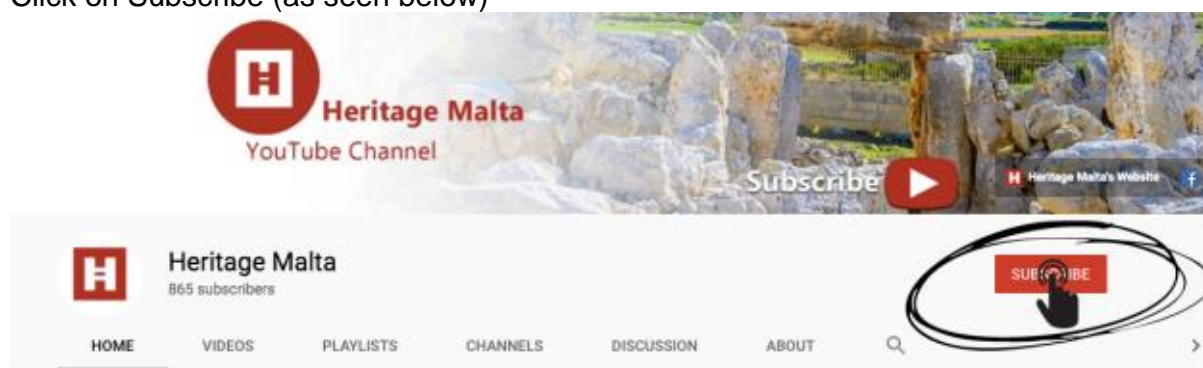 Click on Subscribe (as seen below)
H
Heritage Malta
YouTube Channel
Subscribe
H Heritage Malta's Website f
H
Heritage Malta
865 subscribers
SUBSCRIBE
HOME VIDEOS PLAYLISTS CHANNELS DISCUSSION ABOUT